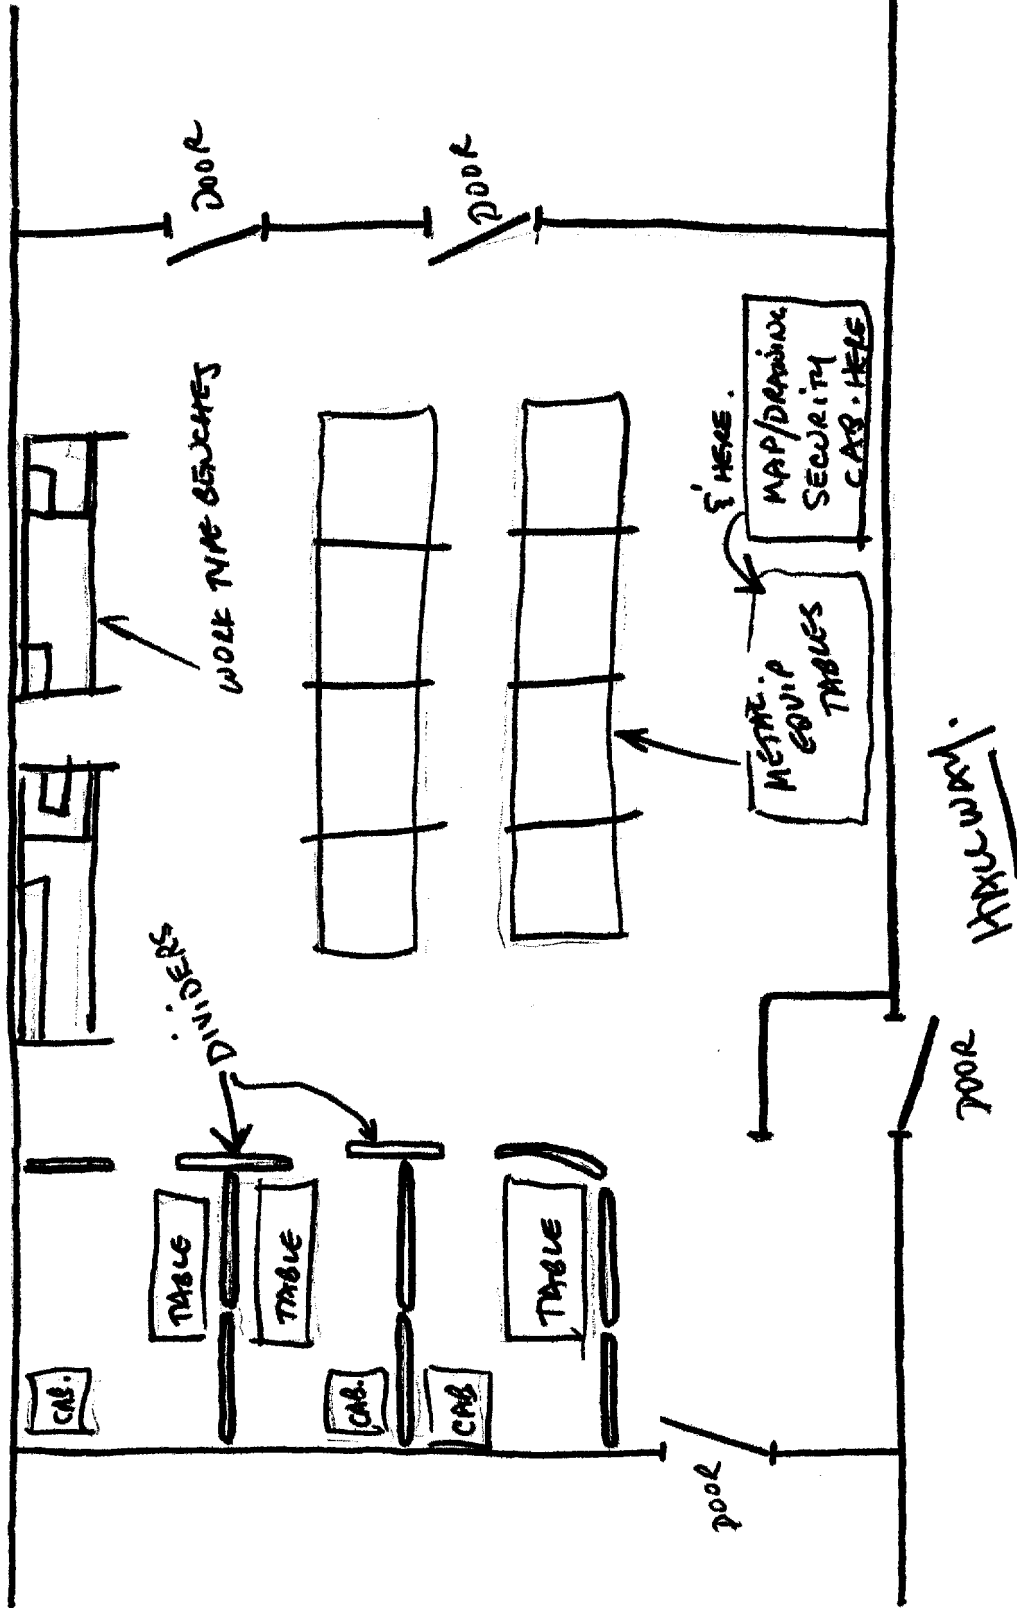 CAB.
TABLE
TABLE
CAB.
CAB
TABLE
DOOR
DIVIDERS
WORK TYPE BENCHES
DOOR
DOOR
METAL.
EQUIP
TABLES
&' HERE.
MAP/DRAWING
SECURITY
CAB. HERE
DOOR
HALLWAY.